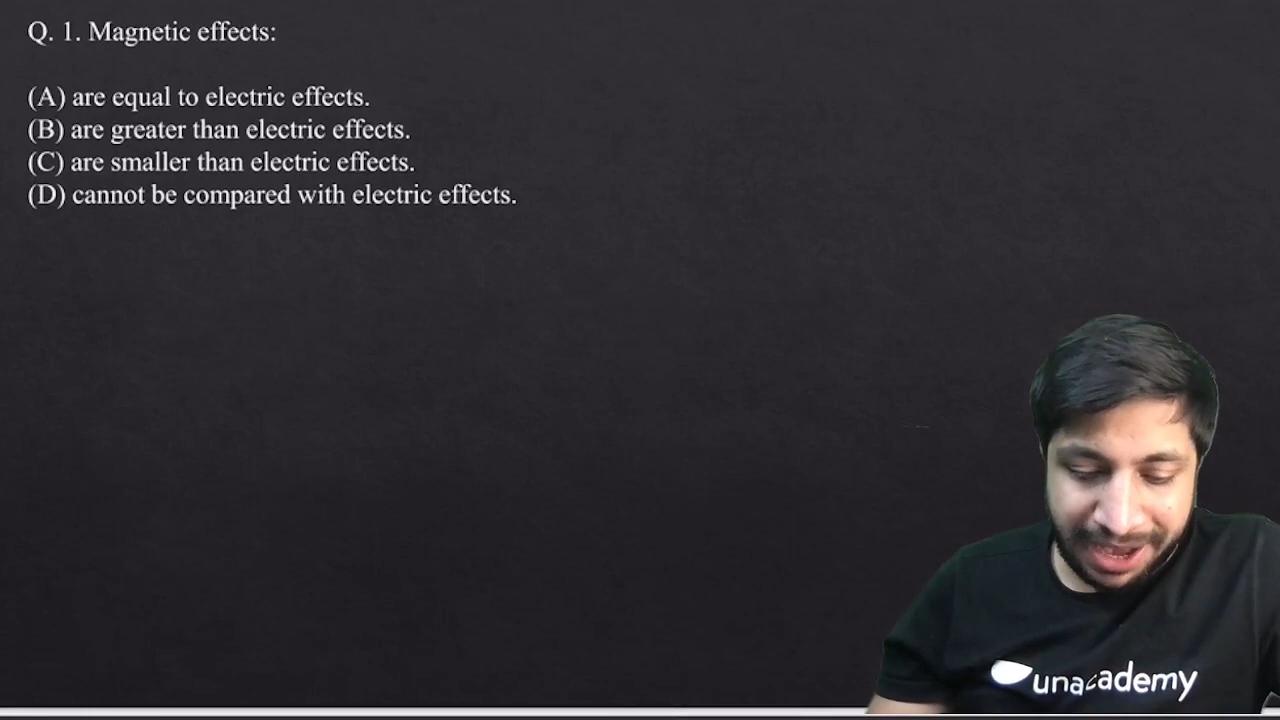 Q. 1. Magnetic effects:
(A) are equal to electric effects.
(B) are greater than electric effects.
(C) are smaller than electric effects.
(D) cannot be compared with electric effects.
unacademy